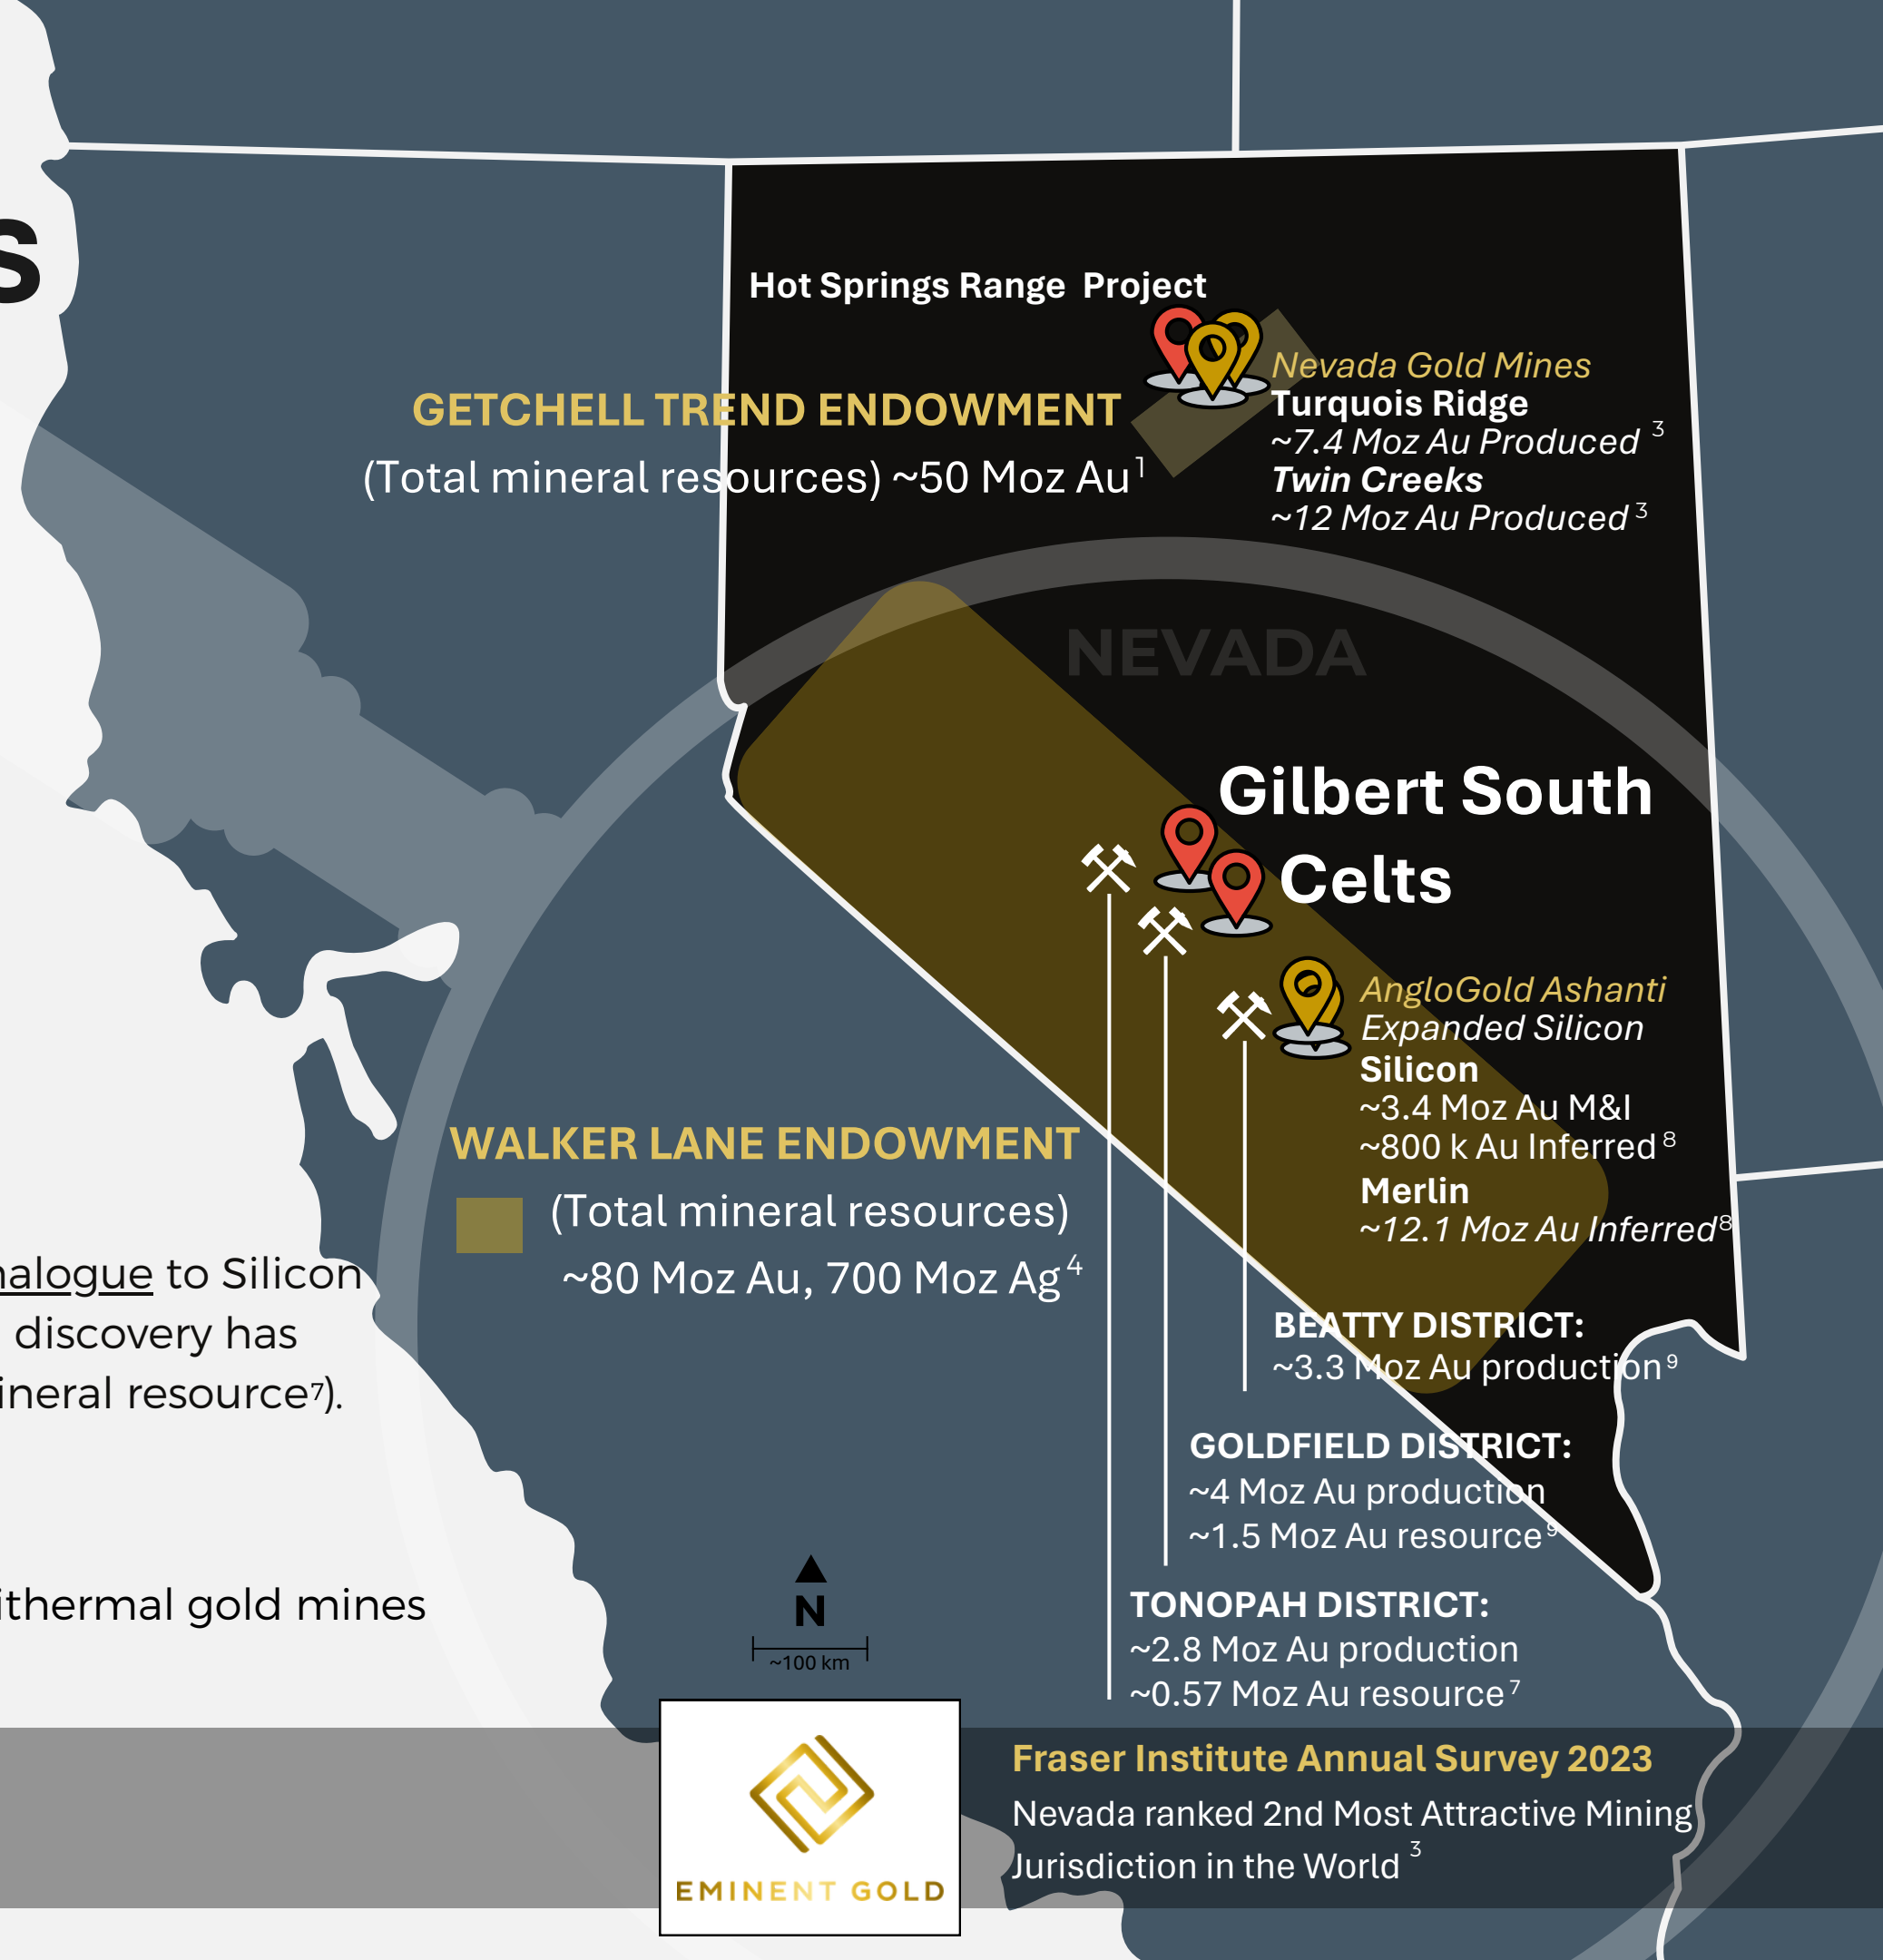 S
Hot Springs Range Project
Nevada Gold Mines
Turquois Ridge
~7.4 Moz Au Produced 3
Twin Creeks
~12 Moz Au Produced 3
GETCHELL TREND ENDOWMENT
(Total mineral resources) ~50 Moz Au1
NEVADA
Gilbert South
Celts
AngloGold Ashanti
Expanded Silicon
Silicon
~3.4 Moz Au M&I
~800 k Au Inferred 8
Merlin
~12.1 Moz Au Inferred8
WALKER LANE ENDOWMENT
(Total mineral resources)
~80 Moz Au, 700 Moz Ag 4
nalogue to Silicon
discovery has
ineral resource7).
ithermal gold mines
BEATTY DISTRICT:
~3.3 Moz Au production9
GOLDFIELD DISTRICT:
~4 Moz Au production
~1.5 Moz Au resource9
TONOPAH DISTRICT:
~2.8 Moz Au production
~0.57 Moz Au resource7
N
~100 km
EMINENT GOLD
Fraser Institute Annual Survey 2023
Nevada ranked 2nd Most Attractive Mining
Jurisdiction in the World 3